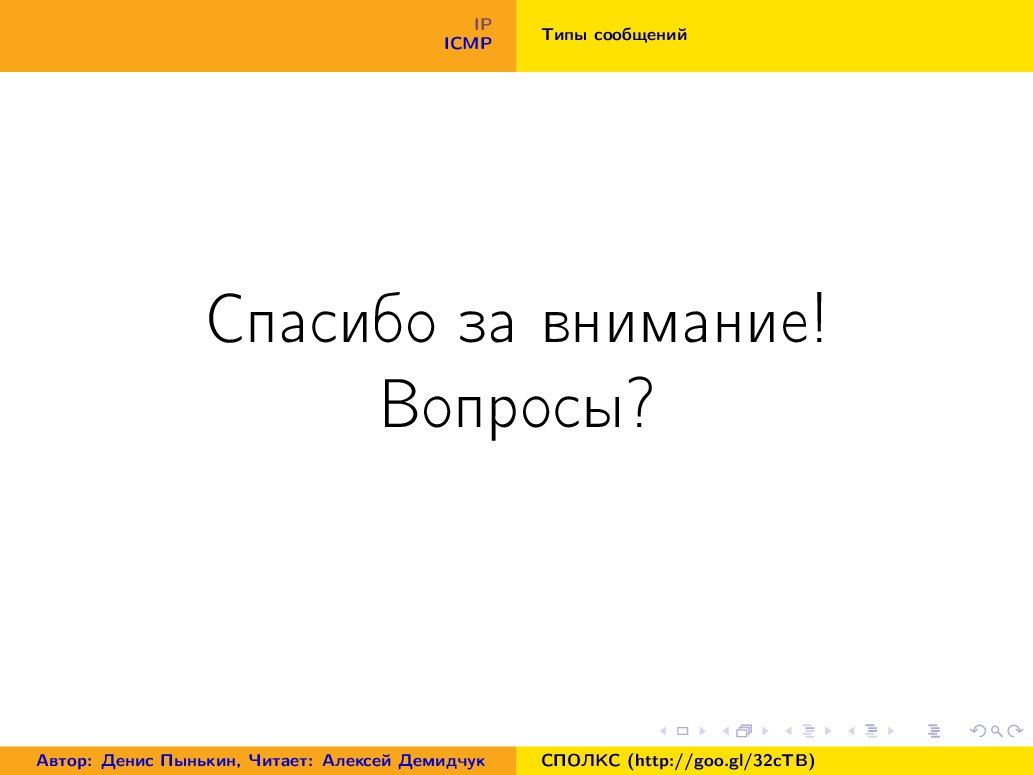 IP
ICMP
Типы сообщений
Спасибо за внимание!
Вопросы?
Автор: Денис Пынькин, Читает: Алексей Демидчук
СПОЛКС (http://goo.gl/32cTB)